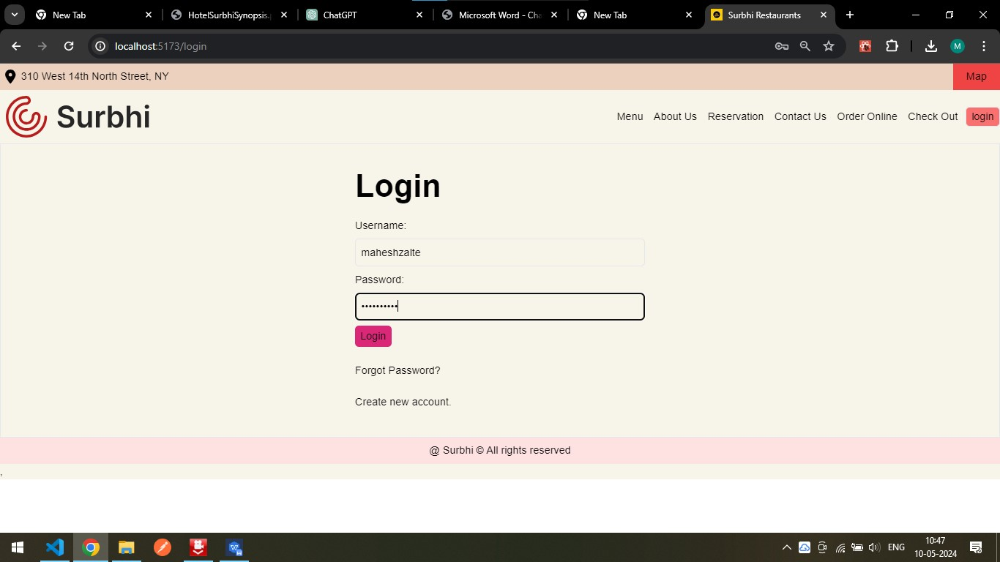 New Tab
HotelSurbhiSynopsis.
ChatGPT
Microsoft Word - Cha
New Tab
Surbhi Restaurants
localhost:5173/login
M
310 West 14th North Street, NY
Map
Surbhi
Menu About Us Reservation Contact Us Order Online Check Out login
Login
Username:
maheshzalte
Password:
••••••••••
Login
Forgot Password?
Create new account.
@ Surbhi © All rights reserved
,
ENG
10:47
10-05-2024